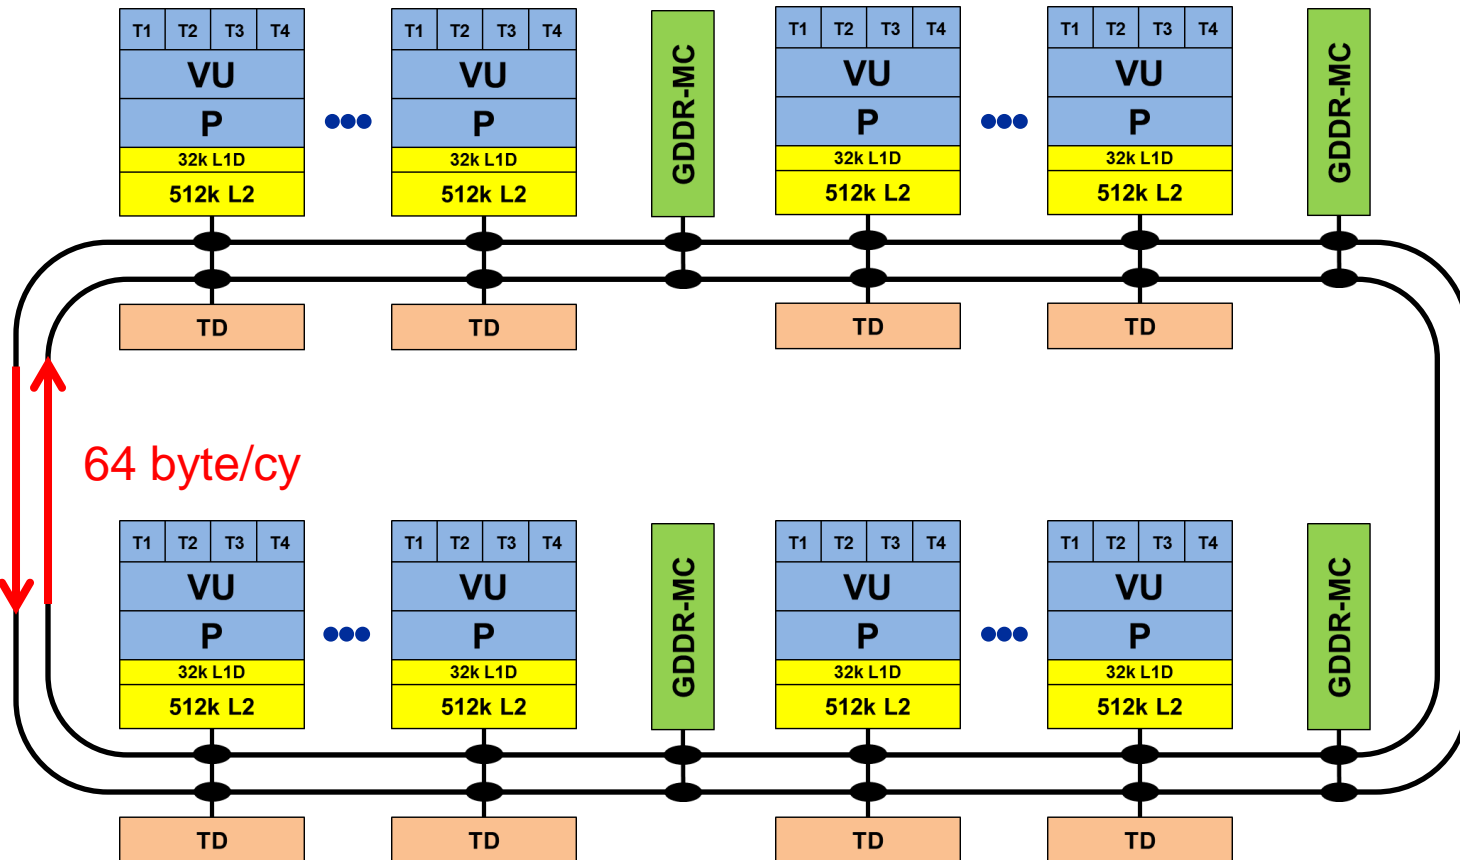 T1 T2 T3 T4
VU
P
32k L1D
512k L2
TD
T1 T2 T3 T4
VU
P
32k L1D
512k L2
TD
GDDR-MC
T1 T2 T3 T4
VU
P
32k L1D
512k L2
TD
T1 T2 T3 T4
VU
P
32k L1D
512k L2
TD
GDDR-MC
64 byte/cy
T1 T2 T3 T4
VU
P
32k L1D
512k L2
TD
T1 T2 T3 T4
VU
P
32k L1D
512k L2
TD
GDDR-MC
T1 T2 T3 T4
VU
P
32k L1D
512k L2
TD
T1 T2 T3 T4
VU
P
32k L1D
512k L2
TD
GDDR-MC